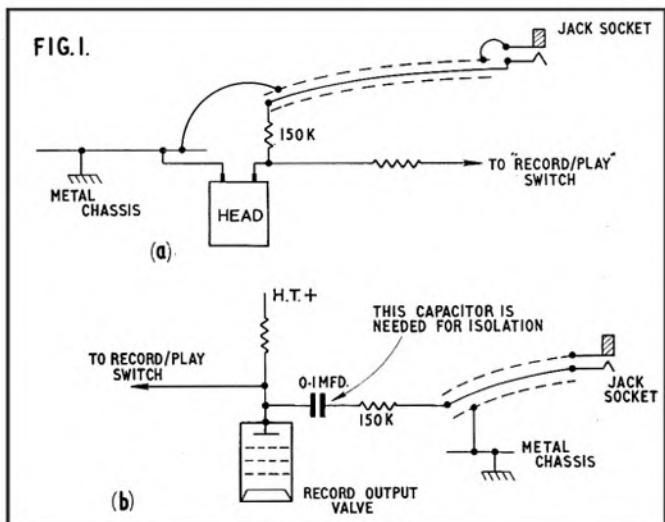 FIG.1.
JACK SOCKET
150K
TO "RECORD/PLAY"
SWITCH
METAL
CHASSIS
HEAD
(a)
H.T.+
THIS CAPACITOR IS
NEEDED FOR ISOLATION
TO RECORD/PLAY
SWITCH
0·1MFD.
150K
JACK
SOCKET
METAL
CHASSIS
RECORD OUTPUT
VALVE
(b)